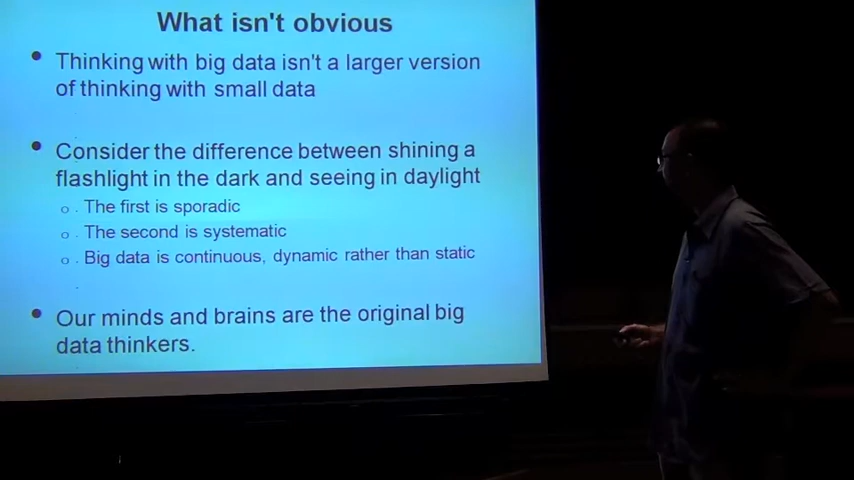 What isn't obvious
• Thinking with big data isn't a larger version
of thinking with small data
• Consider the difference between shining a
flashlight in the dark and seeing in daylight
o The first is sporadic
o The second is systematic
o Big data is continuous, dynamic rather than static
• Our minds and brains are the original big
data thinkers.